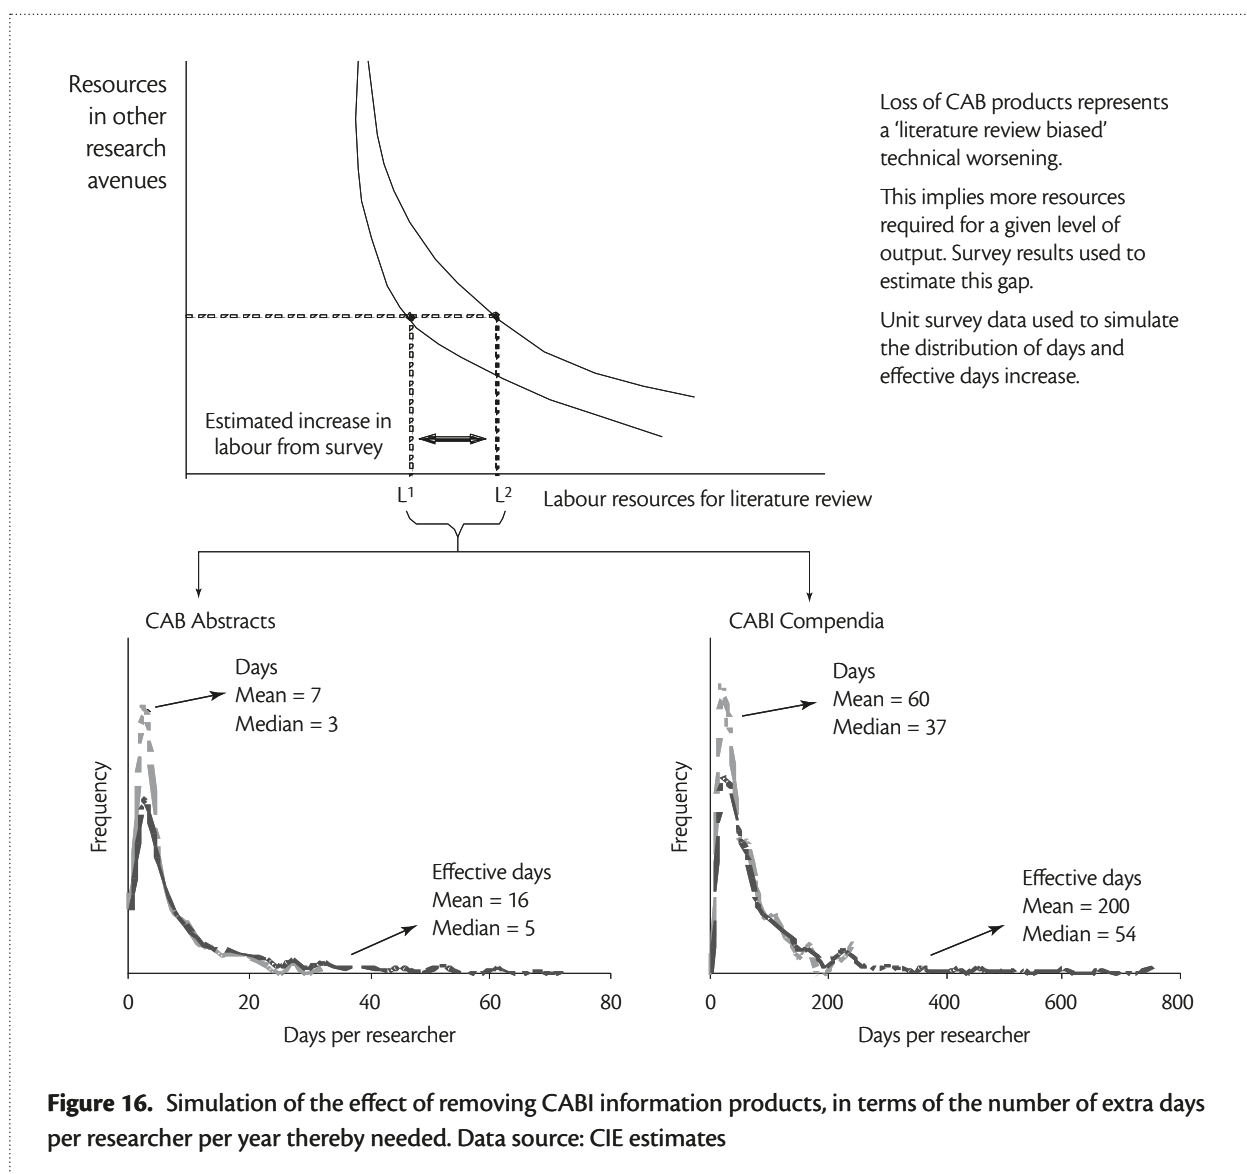 Resources
in other
research
avenues
Loss of CAB products represents
a ‘literature review biased’
technical worsening.
This implies more resources
required for a given level of
output. Survey results used to
estimate this gap.
Unit survey data used to simulate
the distribution of days and
effective days increase.
Estimated increase in
labour from survey
L1
L2
Labour resources for literature review
CAB Abstracts
Days
Mean = 7
Median = 3
Frequency
Effective days
Mean = 16
Median = 5
0 20 40 60 80
Days per researcher
CABI Compendia
Days
Mean = 60
Median = 37
Frequency
Effective days
Mean = 200
Median = 54
0 200 400 600 800
Days per researcher
Figure 16. Simulation of the effect of removing CABI information products, in terms of the number of extra days
per researcher per year thereby needed. Data source: CIE estimates